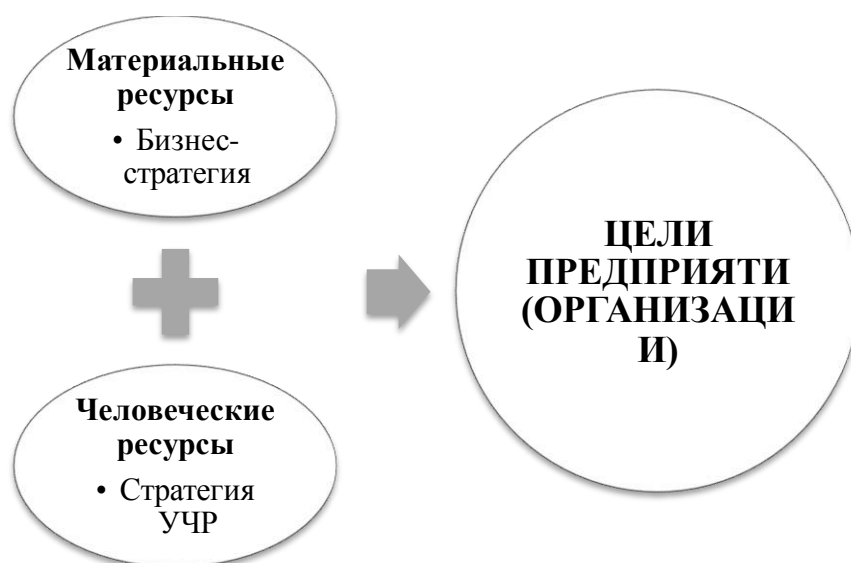 Материальные
ресурсы
• Бизнес-
стратегия
Человеческие
ресурсы
• Стратегия
УЧР
ЦЕЛИ
ПРЕДПРИЯТИ
(ОРГАНИЗАЦИ
И)